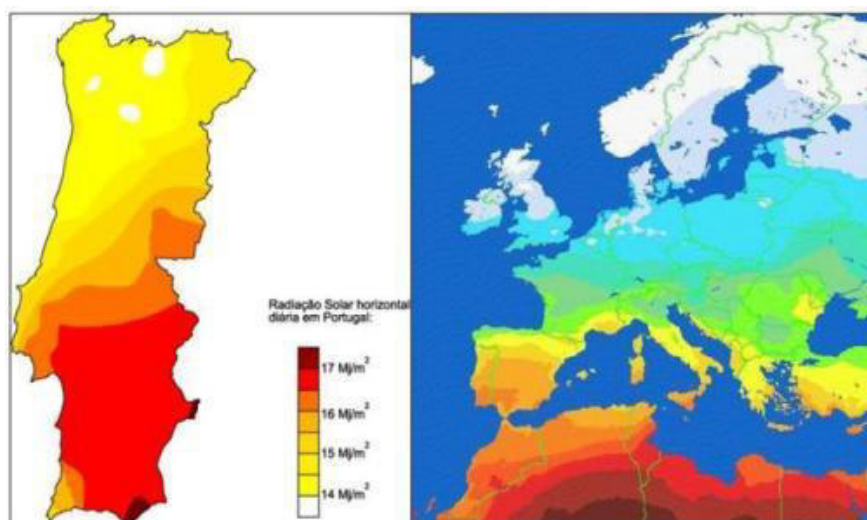 Radiação Solar horizontal
diária em Portugal:
17 Mj/m²
16 Mj/m²
15 Mj/m²
14 Mj/m²